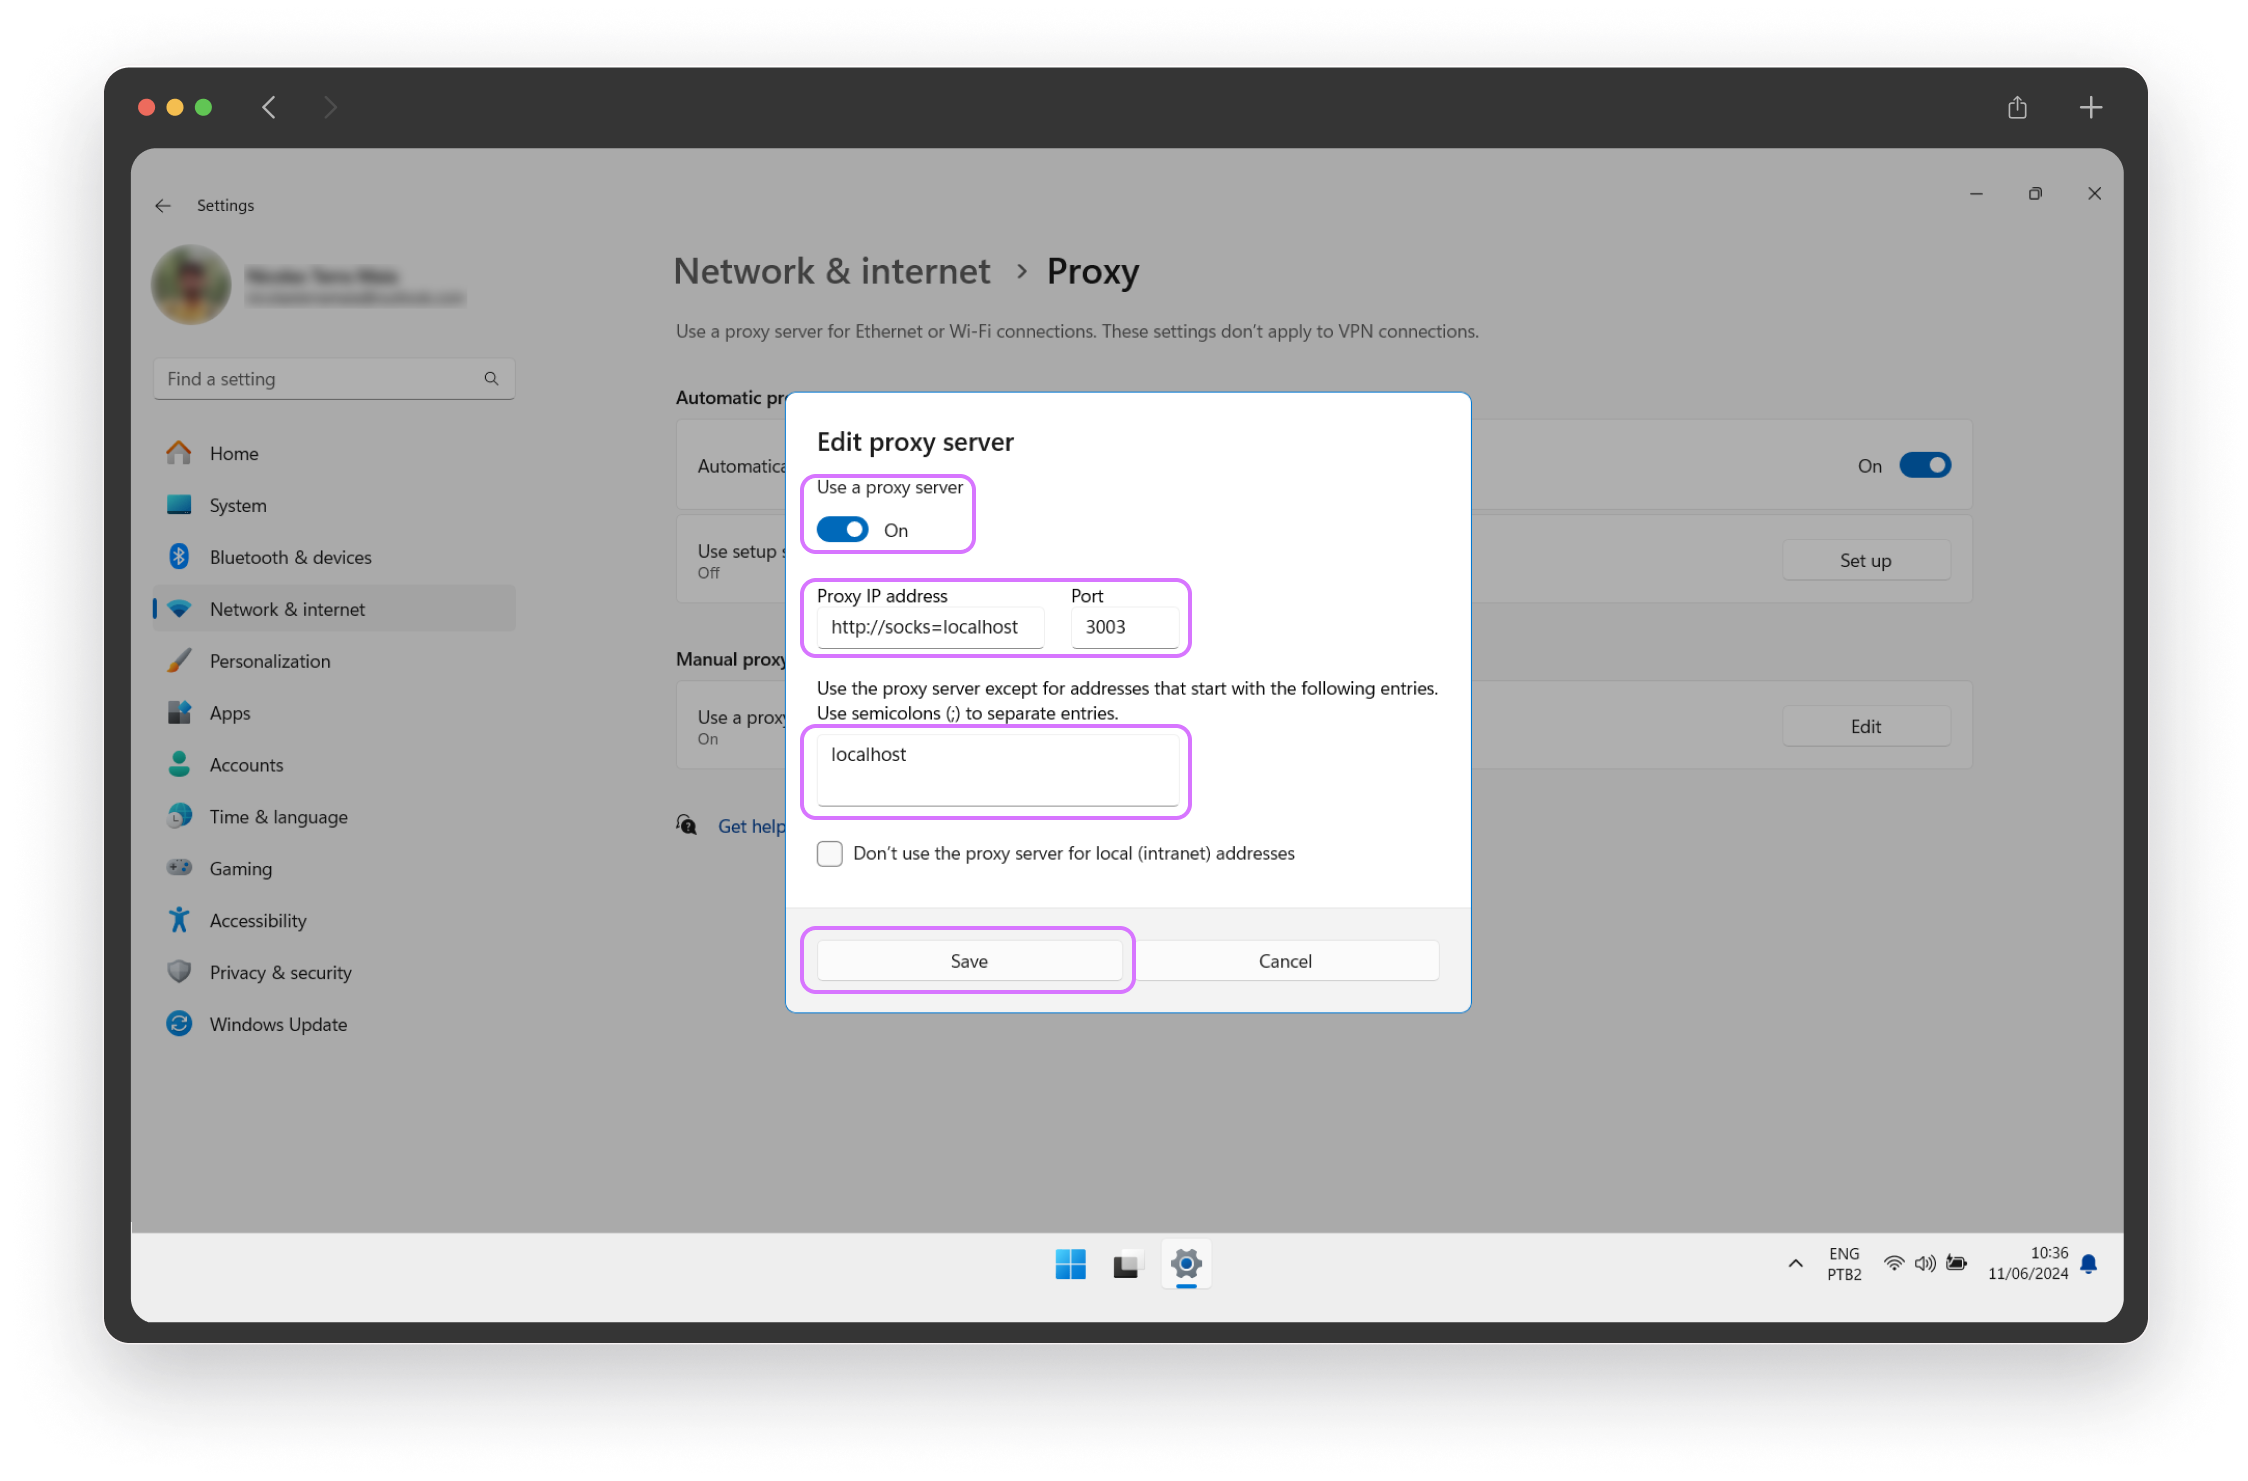 Settings
Find a setting
Home
System
Bluetooth & devices
Network & internet
Personalization
Apps
Accounts
Time & language
Gaming
Accessibility
Privacy & security
Windows Update
Network & internet > Proxy
Use a proxy server for Ethernet or Wi-Fi connections. These settings don't apply to VPN connections.
Automatic pr
Automatica
On
Use setup s
Off
Set up
Manual proxy
Use a proxy
On
Edit
Get help
Edit proxy server
Use a proxy server
On
Proxy IP address
Port
http://socks=localhost
3003
Use the proxy server except for addresses that start with the following entries.
Use semicolons (;) to separate entries.
localhost
Don't use the proxy server for local (intranet) addresses
Save
Cancel
ENG
PTB2
10:36
11/06/2024